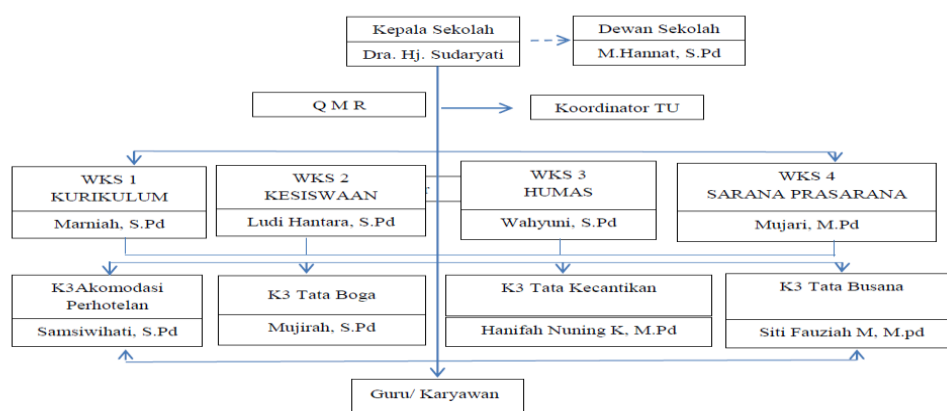 Kepala Sekolah
Dra. Hj. Sudaryati
Dewan Sekolah
M.Hannat, S.Pd
Q M R
Koordinator TU
WKS 1
KURIKULUM
Marniah, S.Pd
WKS 2
KESISWAAN
Ludi Hantara, S.Pd
WKS 3
HUMAS
Wahyuni, S.Pd
WKS 4
SARANA PRASARANA
Mujari, M.Pd
K3Akomodasi
Perhotelan
Samsiwihati, S.Pd
K3 Tata Boga
Mujirah, S.Pd
K3 Tata Kecantikan
Hanifah Nuning K, M.Pd
K3 Tata Busana
Siti Fauziah M, M.pd
Guru/ Karyawan